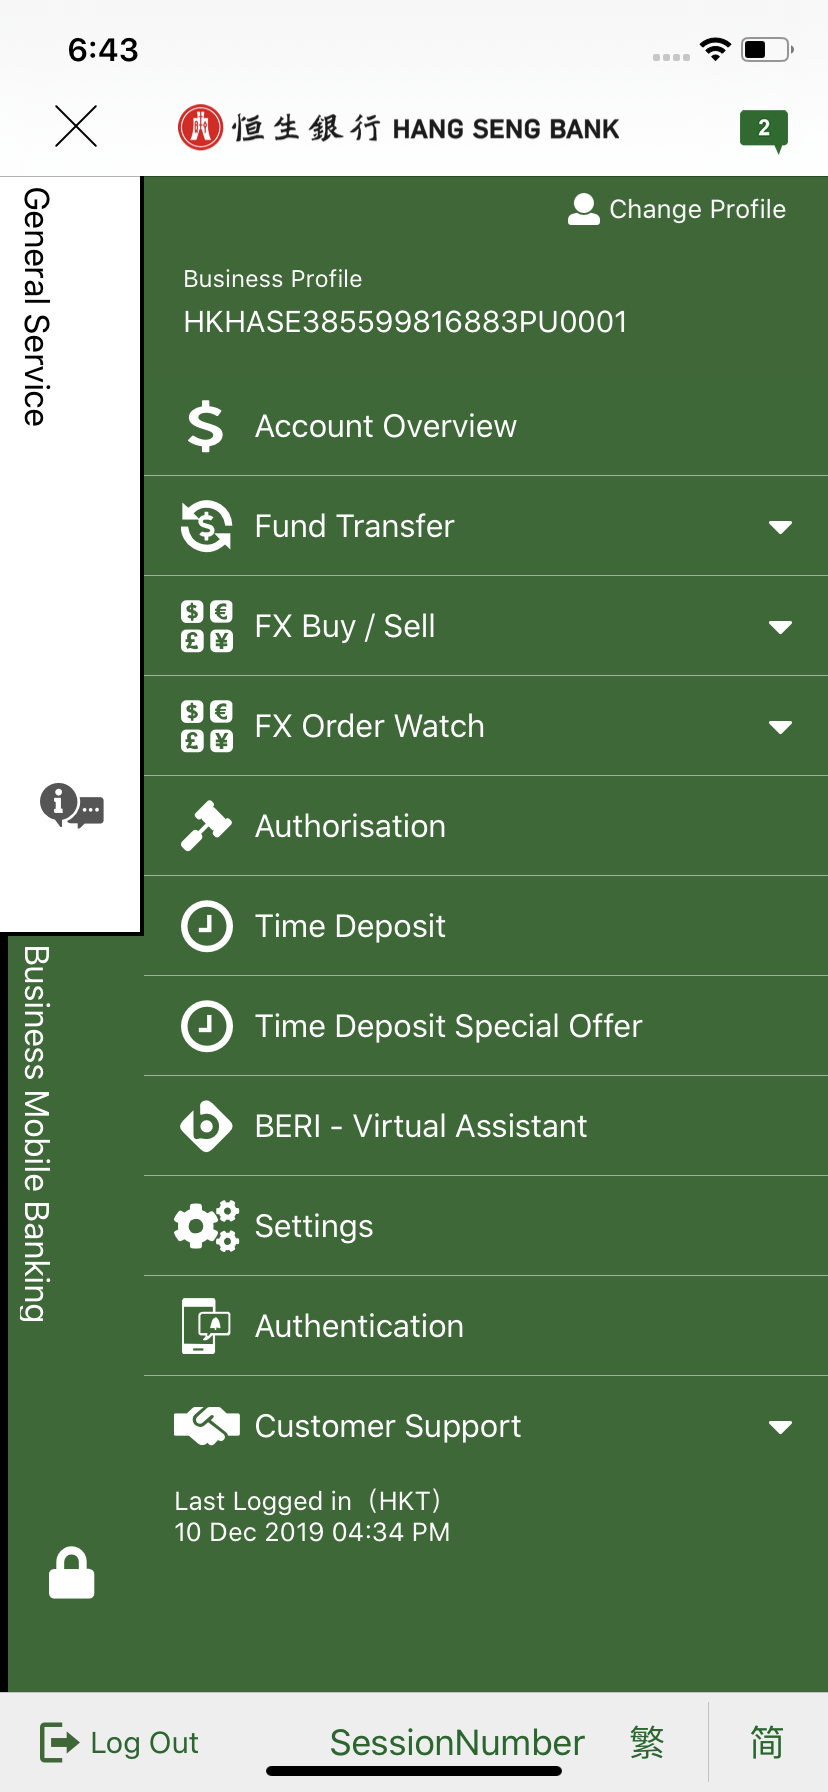 6:43
恒生銀行 HANG SENG BANK
2
General Service
Change Profile
Business Profile
HKHASE385599816883PU0001
Account Overview
Fund Transfer
FX Buy / Sell
FX Order Watch
Authorisation
Time Deposit
Time Deposit Special Offer
BERI - Virtual Assistant
Settings
Authentication
Customer Support
Last Logged in（HKT）
10 Dec 2019 04:34 PM
Business Mobile Banking
Log Out
SessionNumber
繁
简